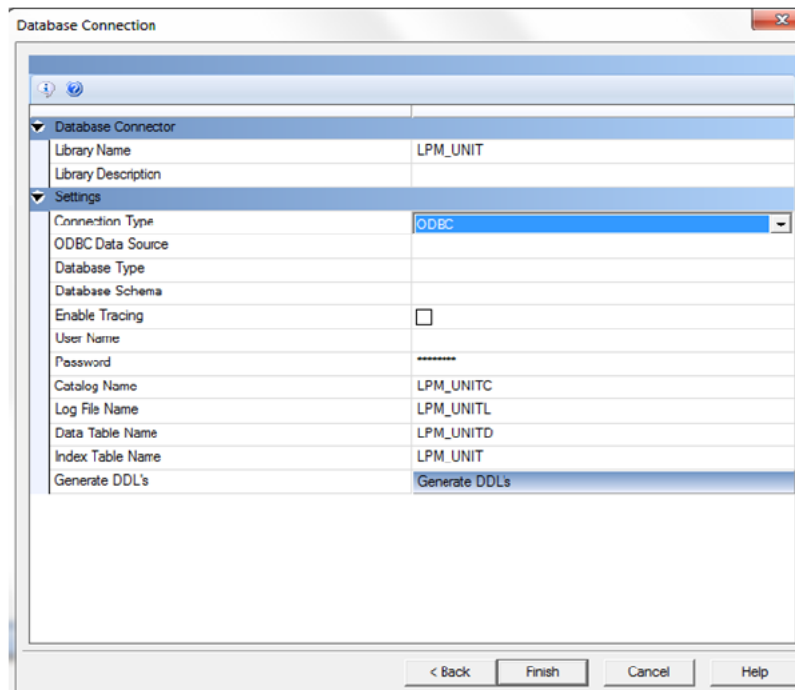 Database Connection
Database Connector
Library Name LPM_UNIT
Library Description
Settings
Connection Type ODBC
ODBC Data Source
Database Type
Database Schema
Enable Tracing
User Name
Password ********
Catalog Name LPM_UNITC
Log File Name LPM_UNITL
Data Table Name LPM_UNITD
Index Table Name LPM_UNIT
Generate DDL's Generate DDL's
< Back Finish Cancel Help